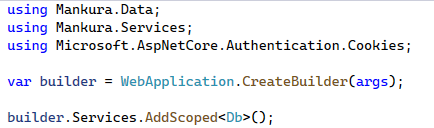 using Mankura.Data;
using Mankura.Services;
using Microsoft.AspNetCore.Authentication.Cookies;
var builder = WebApplication.CreateBuilder(args);
builder.Services.AddScoped<Db>();